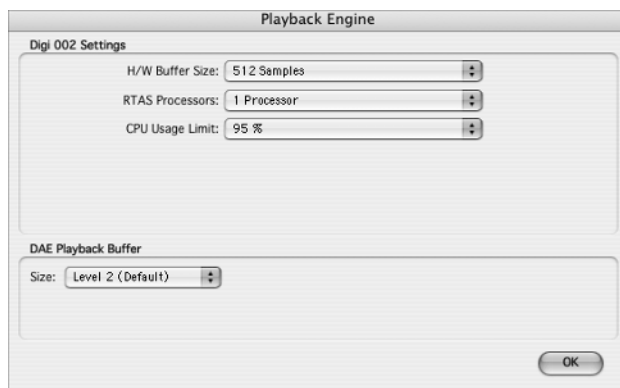 Playback Engine
Digi 002 Settings
H/W Buffer Size: 512 Samples
RTAS Processors: 1 Processor
CPU Usage Limit: 95 %
DAE Playback Buffer
Size: Level 2 (Default)
OK